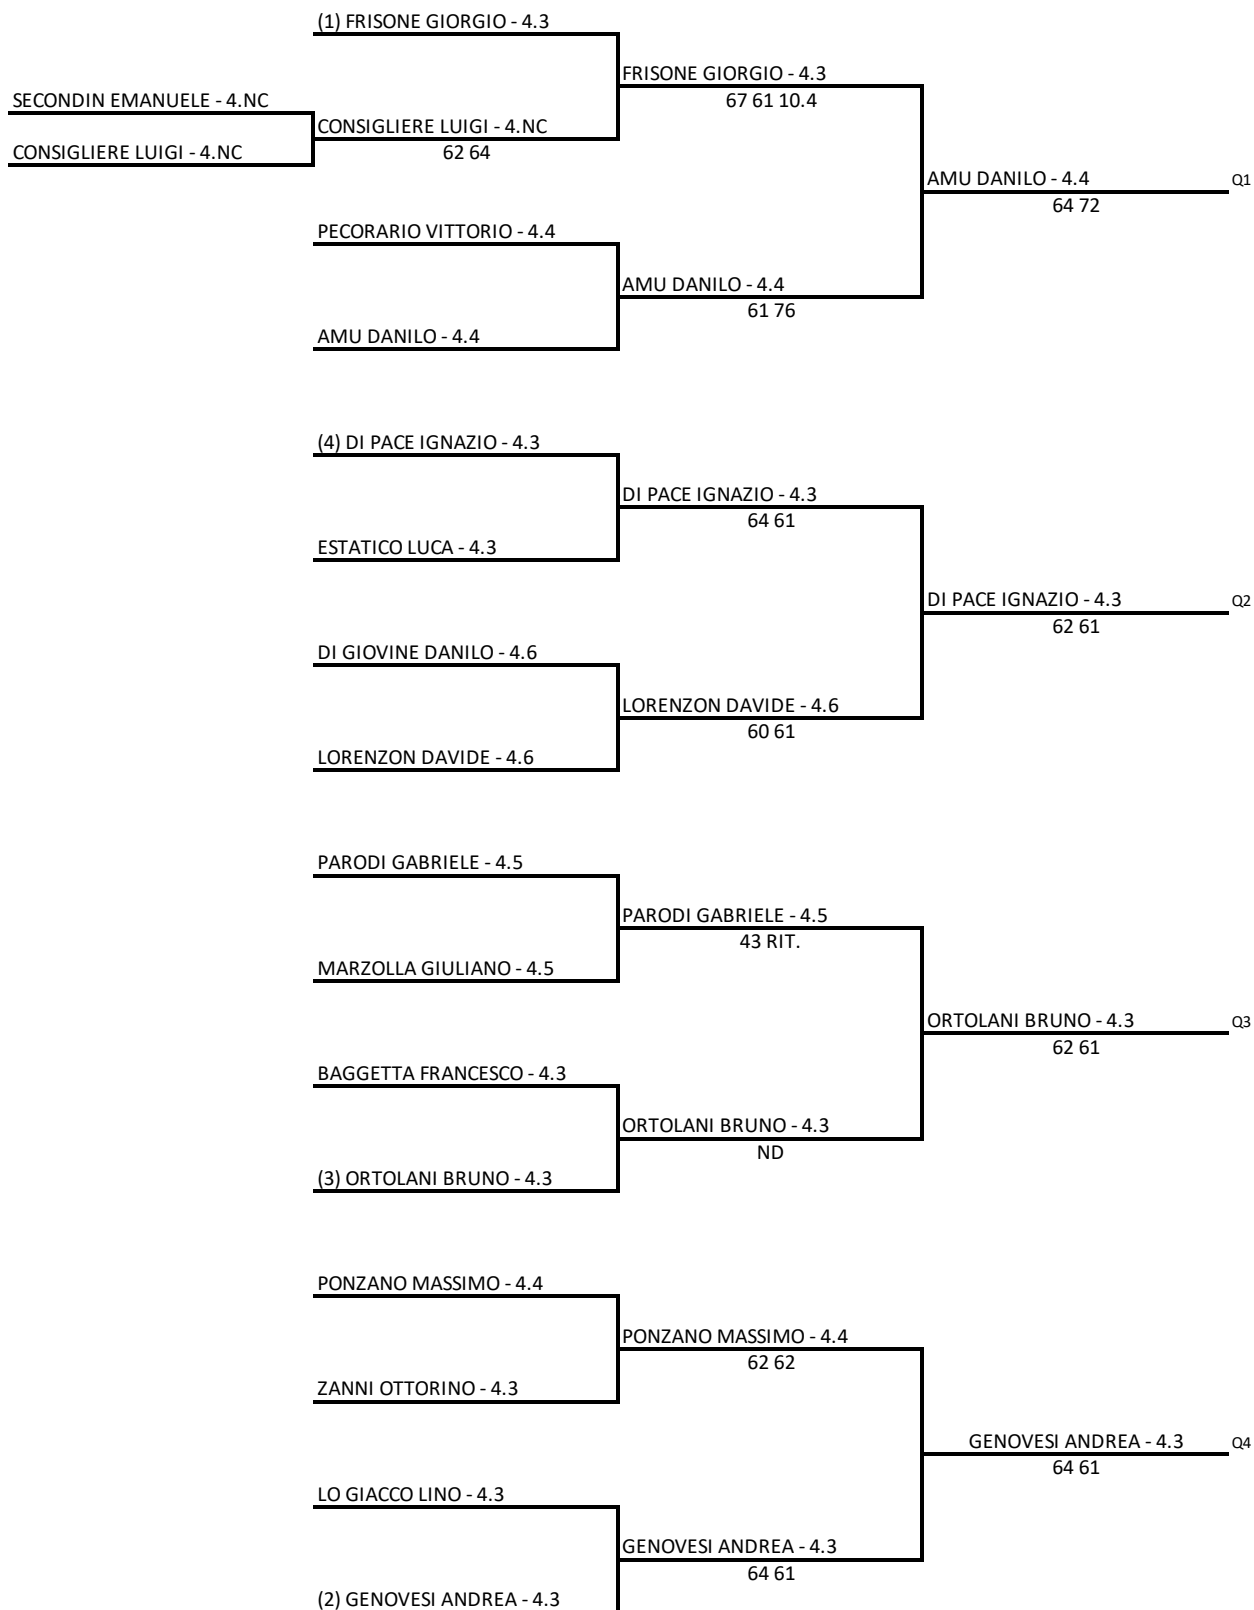 (1) FRISONE GIORGIO - 4.3
FRISONE GIORGIO - 4.3
SECONDIN EMANUELE - 4.NC
67 61 10.4
CONSIGLIERE LUIGI - 4.NC
CONSIGLIERE LUIGI - 4.NC
62 64
AMU DANILO - 4.4
Q1
64 72
PECORARIO VITTORIO - 4.4
AMU DANILO - 4.4
61 76
AMU DANILO - 4.4
(4) DI PACE IGNAZIO - 4.3
DI PACE IGNAZIO - 4.3
64 61
ESTATICO LUCA - 4.3
DI PACE IGNAZIO - 4.3
Q2
62 61
DI GIOVINE DANILO - 4.6
LORENZON DAVIDE - 4.6
60 61
LORENZON DAVIDE - 4.6
PARODI GABRIELE - 4.5
PARODI GABRIELE - 4.5
43 RIT.
MARZOLLA GIULIANO - 4.5
ORTOLANI BRUNO - 4.3
Q3
62 61
BAGGETTA FRANCESCO - 4.3
ORTOLANI BRUNO - 4.3
ND
(3) ORTOLANI BRUNO - 4.3
PONZANO MASSIMO - 4.4
PONZANO MASSIMO - 4.4
62 62
ZANNI OTTORINO - 4.3
GENOVESI ANDREA - 4.3
Q4
64 61
LO GIACCO LINO - 4.3
GENOVESI ANDREA - 4.3
64 61
(2) GENOVESI ANDREA - 4.3